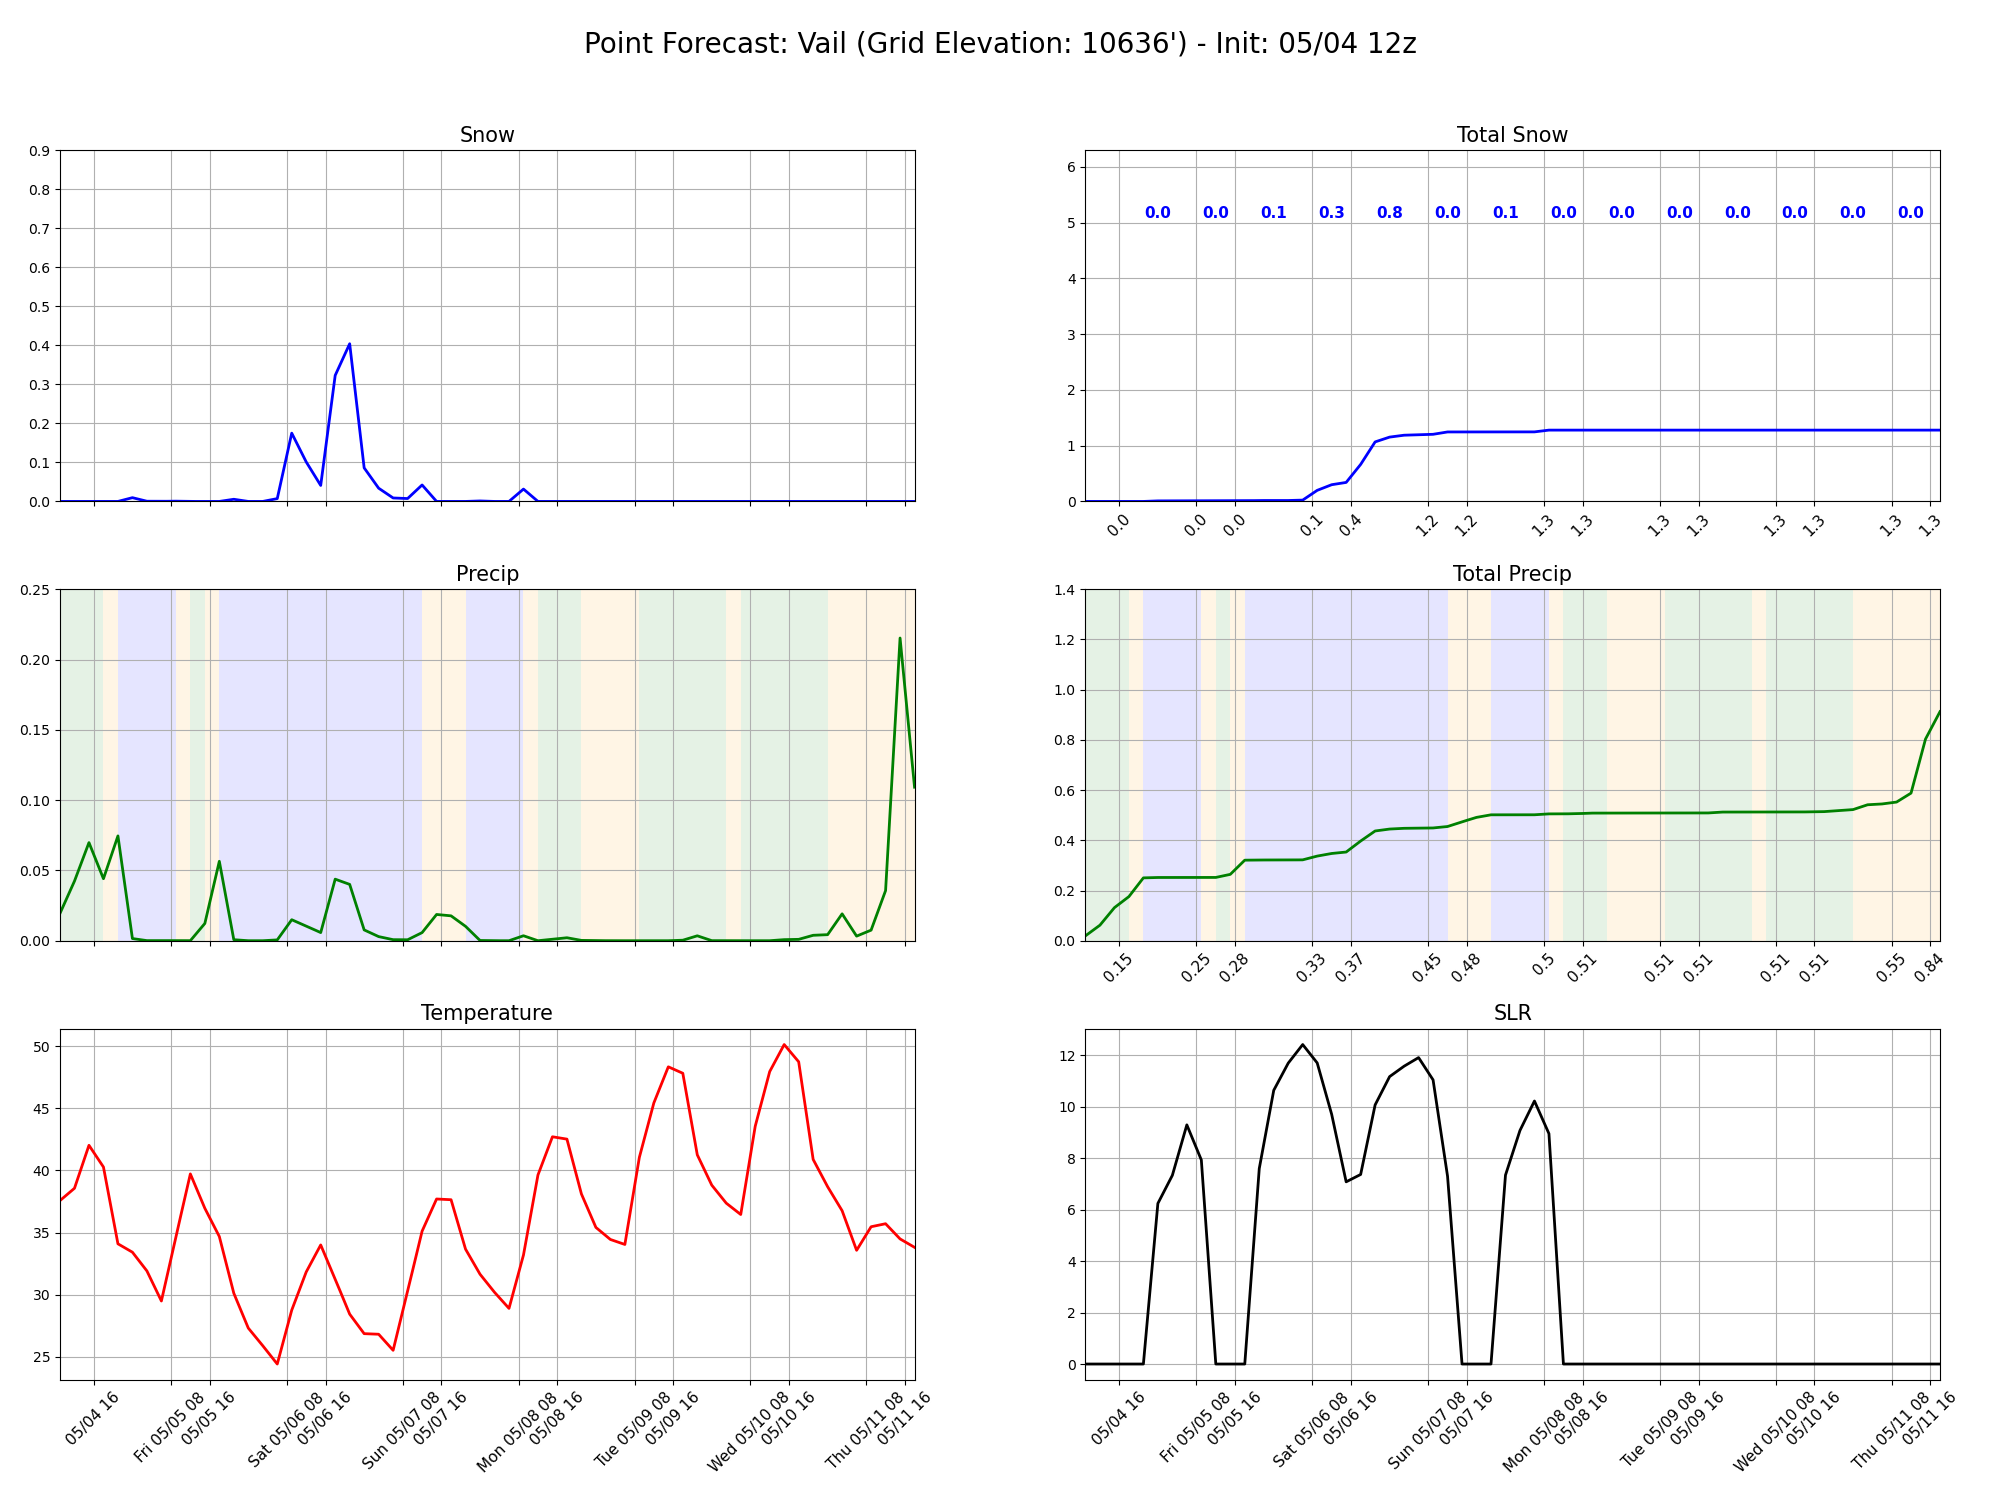 Point Forecast: Vail (Grid Elevation: 10636') - Init: 05/04 12z
Snow
0.9
0.8
0.7
0.6
0.5
0.4
0.3
0.2
0.1
0.0
Total Snow
6
5
4
3
2
1
0
0.0 0.0 0.1 0.3 0.8 0.0 0.1 0.0 0.0 0.0 0.0 0.0 0.0 0.0
0.0 0.0 0.0 0.1 0.4 1.2 1.2 1.3 1.3 1.3 1.3 1.3 1.3 1.3 1.3
Precip
0.25
0.20
0.15
0.10
0.05
0.00
Total Precip
1.4
1.2
1.0
0.8
0.6
0.4
0.2
0.0
0.15 0.25 0.28 0.33 0.37 0.45 0.48 0.5 0.51 0.51 0.51 0.51 0.51 0.55 0.84
Temperature
50
45
40
35
30
25
05/04 16
Fri 05/05 08
05/05 16
Sat 05/06 08
05/06 16
Sun 05/07 08
05/07 16
Mon 05/08 08
05/08 16
Tue 05/09 08
05/09 16
Wed 05/10 08
05/10 16
Thu 05/11 08
05/11 16
SLR
12
10
8
6
4
2
0
05/04 16
Fri 05/05 08
05/05 16
Sat 05/06 08
05/06 16
Sun 05/07 08
05/07 16
Mon 05/08 08
05/08 16
Tue 05/09 08
05/09 16
Wed 05/10 08
05/10 16
Thu 05/11 08
05/11 16